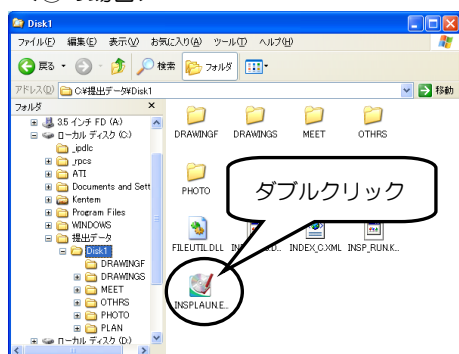 Disk1
ファイル(F) 編集(E) 表示(V) お気に入り(A) ツール(T) ヘルプ(H)
戻る 検索 フォルダ
アドレス(D) C:¥提出データ¥Disk1 移動
フォルダ ×
3.5 インチ FD (A:)
ローカル ディスク (C:)
_jpdlc
_rpcs
ATI
Documents and Sett
Kentem
Program Files
WINDOWS
提出データ
Disk1
DRAWINGF
DRAWINGS
MEET
OTHRS
PHOTO
PLAN
ローカル ディスク (D:)
DRAWINGF DRAWINGS MEET OTHRS
PHOTO
ダブルクリック
FILEUTIL.DLL INDEX_C.XML INSP_RUN.K...
INSPLAUN.E...